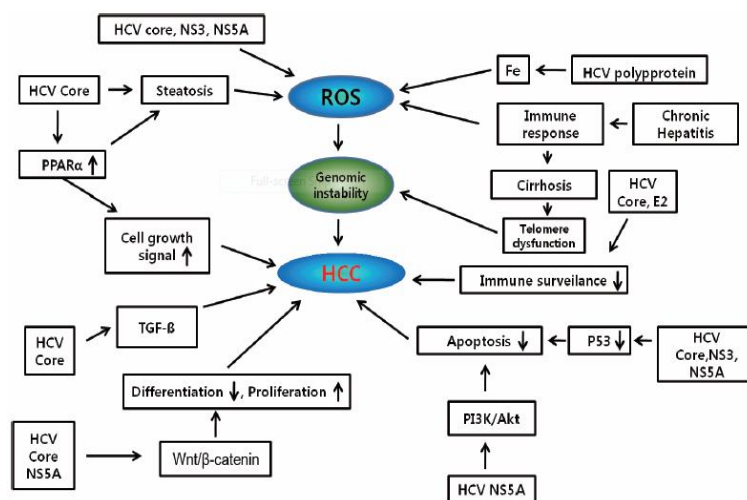 HCV core, NS3, NS5A
ROS
Fe
HCV polypprotein
HCV Core
Steatosis
Immune
response
Chronic
Hepatitis
PPARα
Genomic
instability
Full-screen
Cirrhosis
HCV
Core, E2
Cell growth
signal
Telomere
dysfunction
HCC
Immune surveilance
HCV
Core
TGF-ß
Apoptosis
P53
HCV
Core,NS3,
NS5A
Differentiation , Proliferation
PI3K/Akt
HCV
Core
NS5A
Wnt/β-catenin
HCV NS5A